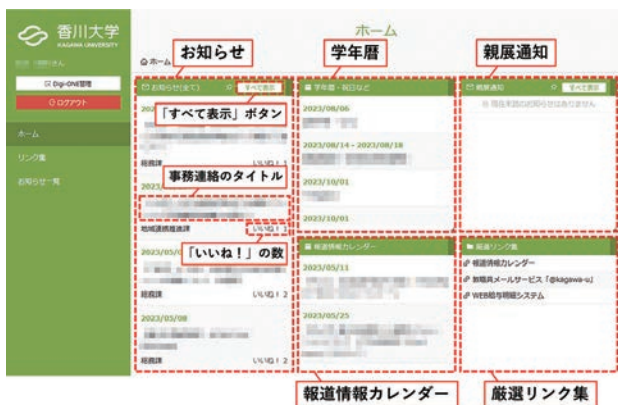 香川大学
KAGAWA UNIVERSITY
さん
Digi-ONE管理
ログアウト
ホーム
リンク集
お知らせ一覧
ホーム
ホーム
お知らせ
学年暦
親展通知
お知らせ(全て)
すべて表示
「すべて表示」ボタン
総務課
いいね! 1
事務連絡のタイトル
2023
地域連携推進課
いいね! 1
「いいね！」の数
総務課
いいね! 2
2023/05/08
総務課
いいね! 2
学年暦・祝日など
2023/08/06
2023/08/14 - 2023/08/18
2023/10/01
2023/10/01
報道情報カレンダー
2023/05/11
2023/05/25
報道情報カレンダー
親展通知
すべて表示
※ 現在未読のお知らせはありません
厳選リンク集
報道情報カレンダー
新職員メールサービス「@kagawa-u」
WEB給与明細システム
厳選リンク集